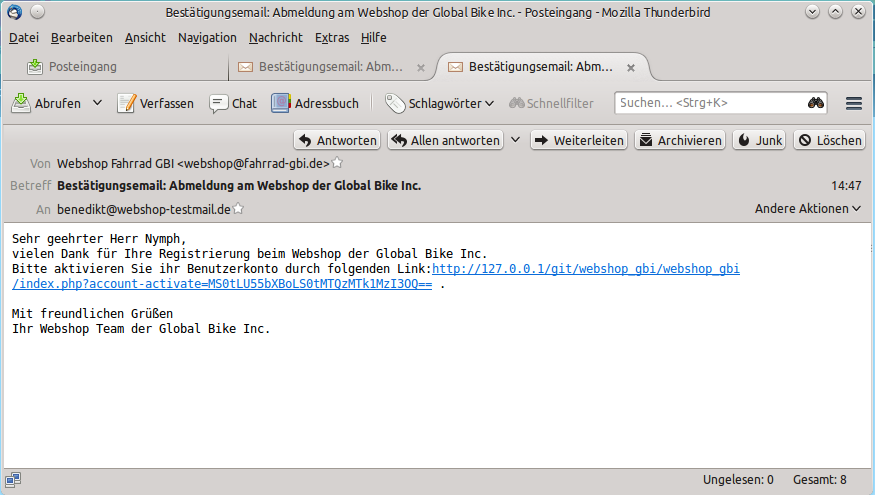 Bestätigungsemail: Abmeldung am Webshop der Global Bike Inc. - Posteingang - Mozilla Thunderbird
Datei Bearbeiten Ansicht Navigation Nachricht Extras Hilfe
Posteingang Bestätigungsemail: Abm... Bestätigungsemail: Abm...
Abrufen Verfassen Chat Adressbuch Schlagwörter Schnellfilter Suchen... <Strg+K>
Antworten Allen antworten Weiterleiten Archivieren Junk Löschen
Von Webshop Fahrrad GBI <webshop@fahrrad-gbi.de>
Betreff Bestätigungsemail: Abmeldung am Webshop der Global Bike Inc. 14:47
An benedikt@webshop-testmail.de Andere Aktionen
Sehr geehrter Herr Nymph,
vielen Dank für Ihre Registrierung beim Webshop der Global Bike Inc.
Bitte aktivieren Sie ihr Benutzerkonto durch folgenden Link:http://127.0.0.1/git/webshop_gbi/webshop_gbi
/index.php?account-activate=MS0tLU55bXBoLS0tMTQzMTk1MzI3OQ== .
Mit freundlichen Grüßen
Ihr Webshop Team der Global Bike Inc.
Ungelesen: 0 Gesamt: 8